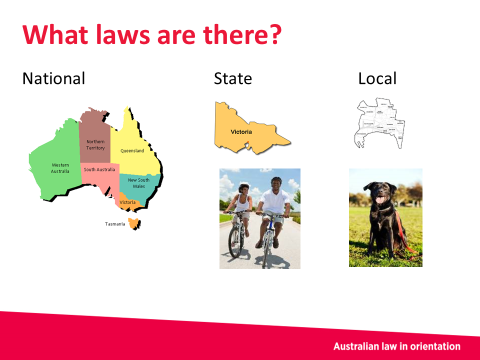 What laws are there?
National
State
Local
Northern
Territory
Queensland
Western
Australia
South Australia
New South
Wales
Victoria
Tasmania
Victoria
Australian law in orientation